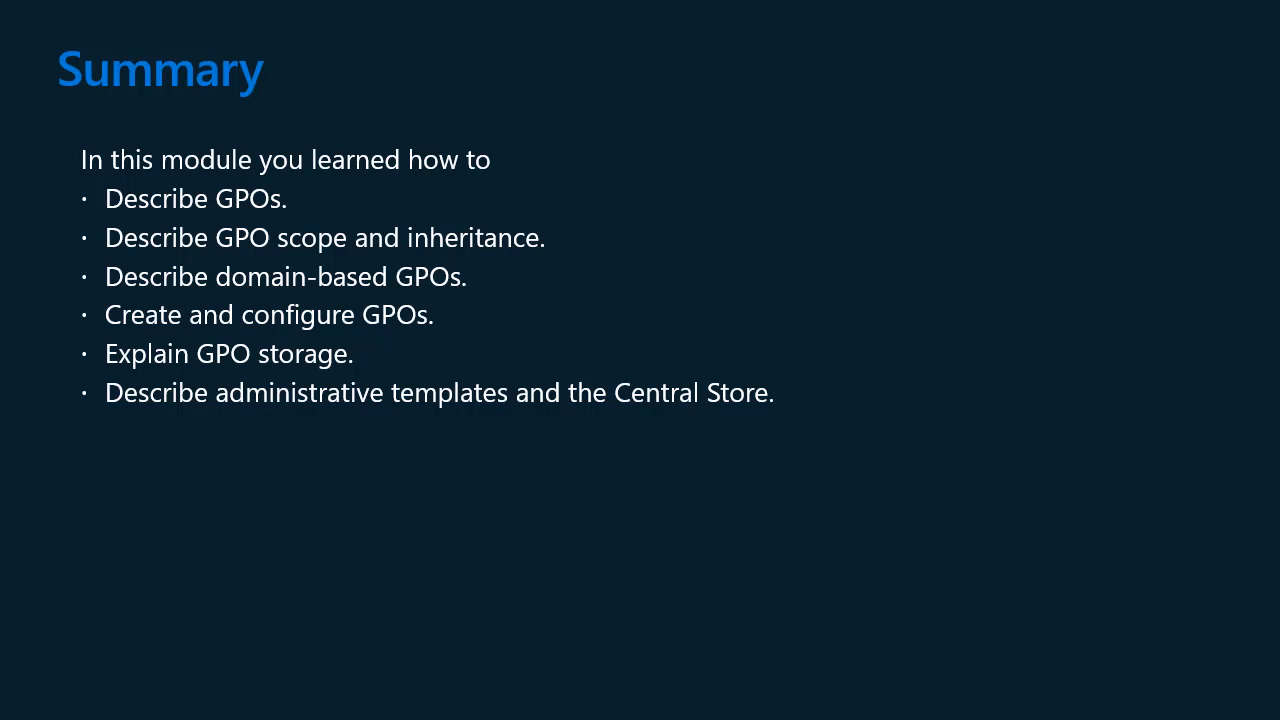 Summary
In this module you learned how to
· Describe GPOs.
· Describe GPO scope and inheritance.
· Describe domain-based GPOs.
· Create and configure GPOs.
· Explain GPO storage.
· Describe administrative templates and the Central Store.